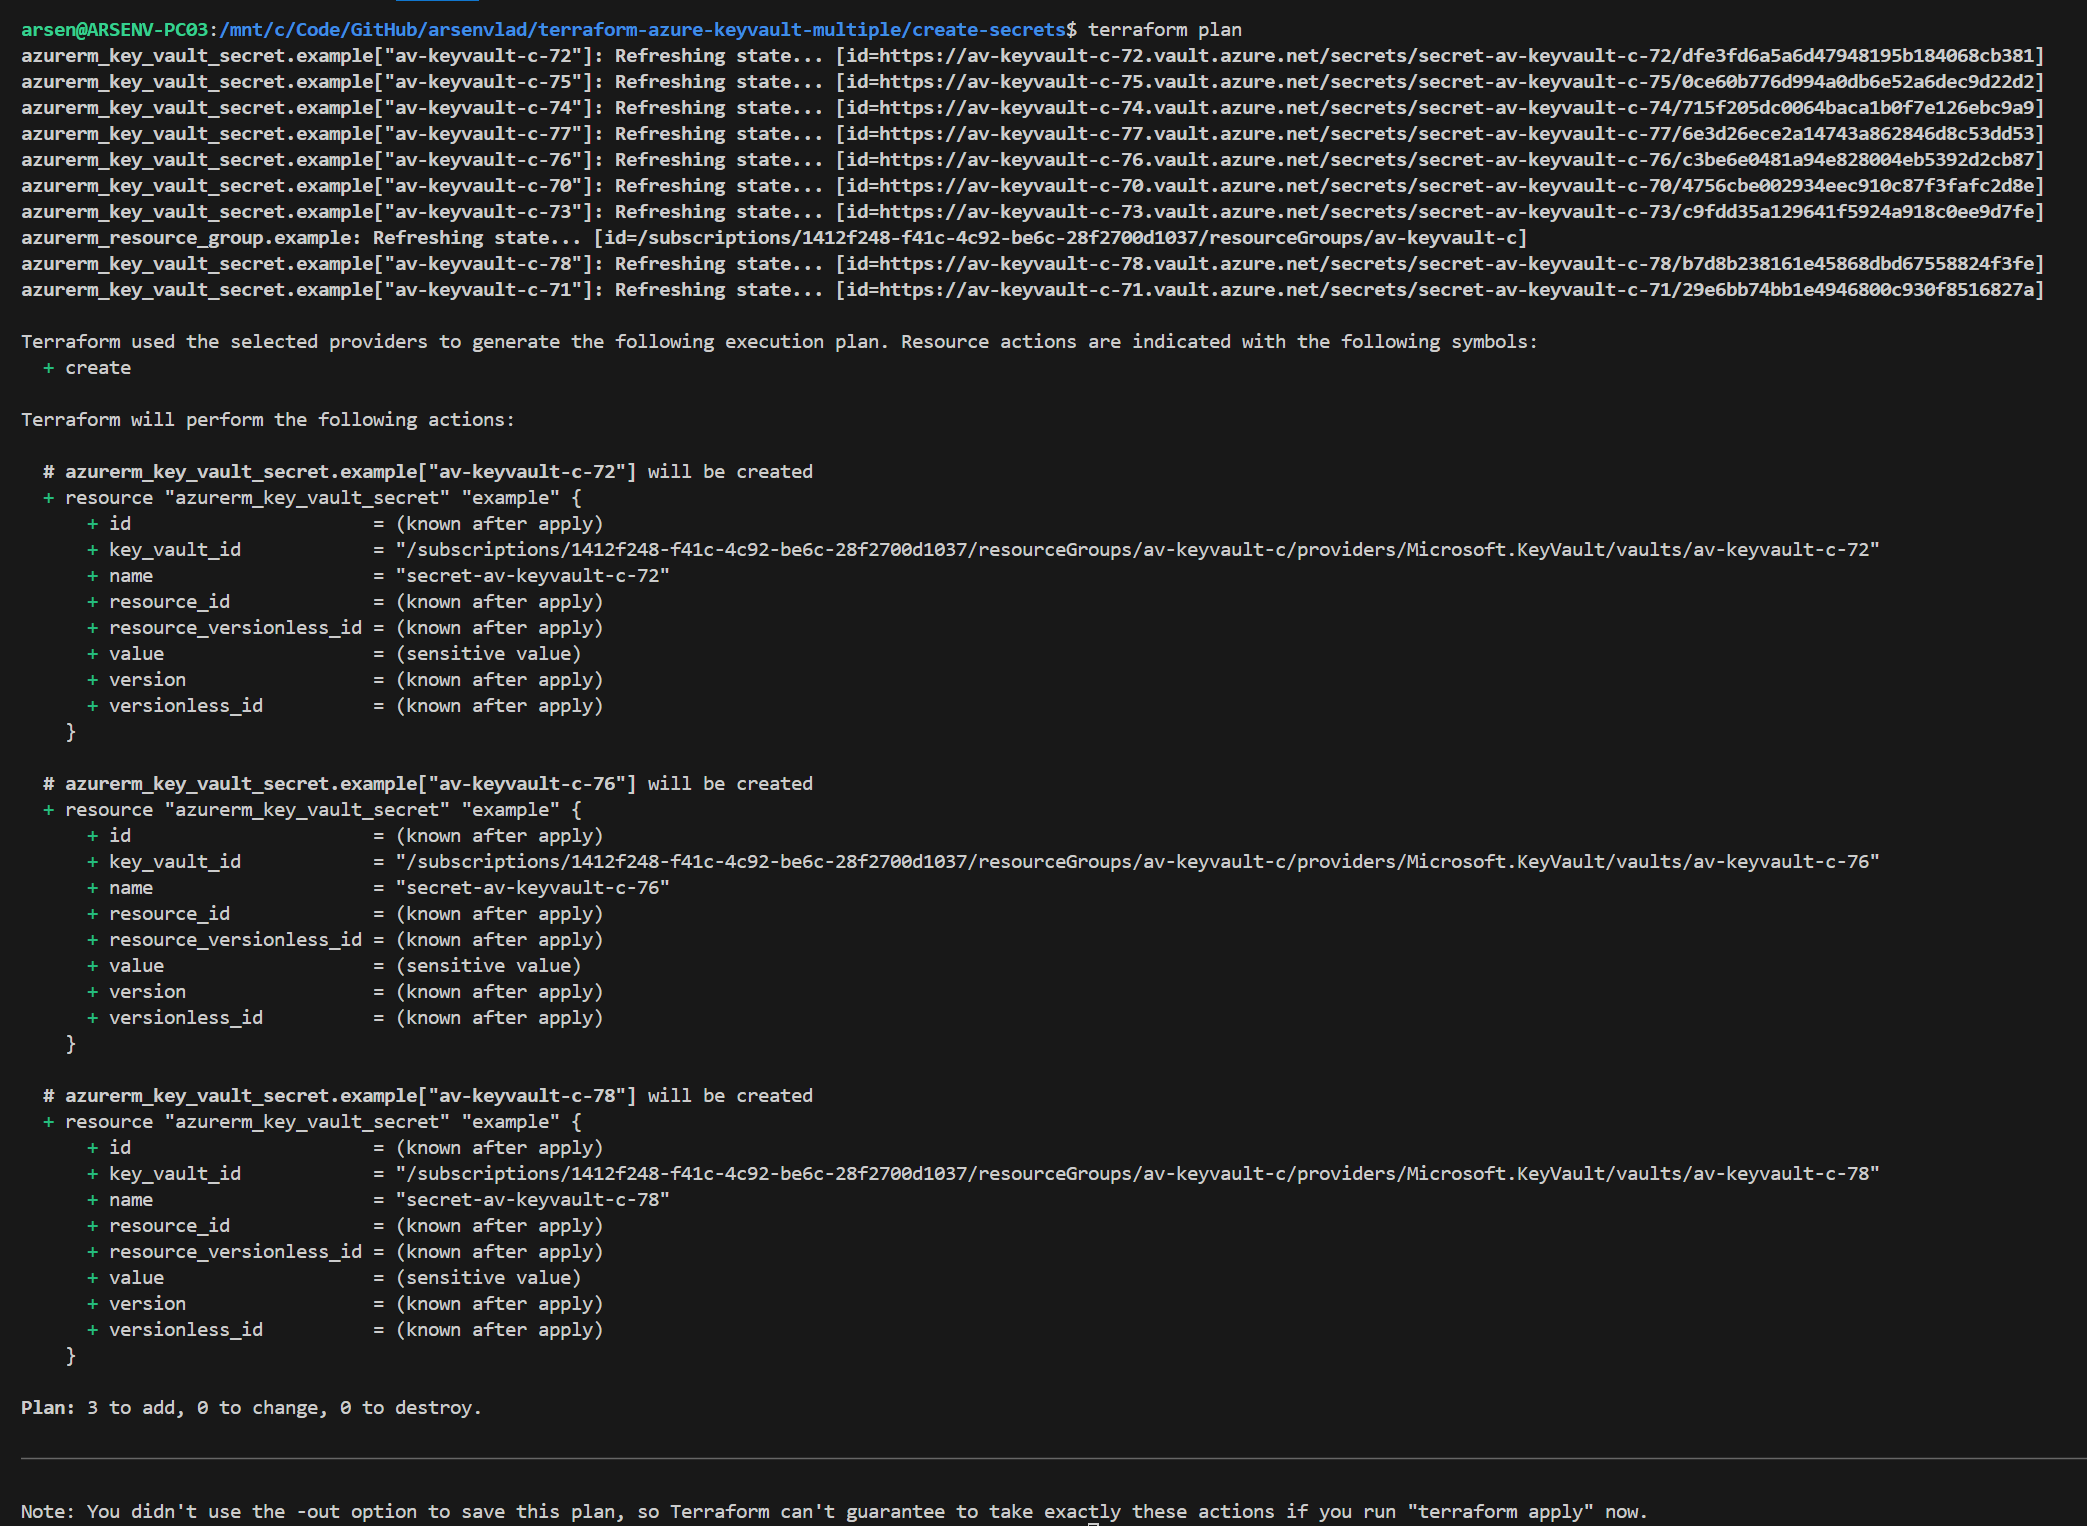 arsen@ARSENV-PC03:/mnt/c/Code/GitHub/arsenvlad/terraform-azure-keyvault-multiple/create-secrets$ terraform plan
azurerm_key_vault_secret.example["av-keyvault-c-72"]: Refreshing state... [id=https://av-keyvault-c-72.vault.azure.net/secrets/secret-av-keyvault-c-72/dfe3fd6a5a6d47948195b184068cb381]
azurerm_key_vault_secret.example["av-keyvault-c-75"]: Refreshing state... [id=https://av-keyvault-c-75.vault.azure.net/secrets/secret-av-keyvault-c-75/0ce60b776d994a0db6e52a6dec9d22d2]
azurerm_key_vault_secret.example["av-keyvault-c-74"]: Refreshing state... [id=https://av-keyvault-c-74.vault.azure.net/secrets/secret-av-keyvault-c-74/715f205dc0064baca1b0f7e126ebc9a9]
azurerm_key_vault_secret.example["av-keyvault-c-77"]: Refreshing state... [id=https://av-keyvault-c-77.vault.azure.net/secrets/secret-av-keyvault-c-77/6e3d26ece2a14743a862846d8c53dd53]
azurerm_key_vault_secret.example["av-keyvault-c-76"]: Refreshing state... [id=https://av-keyvault-c-76.vault.azure.net/secrets/secret-av-keyvault-c-76/c3be6e0481a94e828004eb5392d2cb87]
azurerm_key_vault_secret.example["av-keyvault-c-70"]: Refreshing state... [id=https://av-keyvault-c-70.vault.azure.net/secrets/secret-av-keyvault-c-70/4756cbe002934eec910c87f3fafc2d8e]
azurerm_key_vault_secret.example["av-keyvault-c-73"]: Refreshing state... [id=https://av-keyvault-c-73.vault.azure.net/secrets/secret-av-keyvault-c-73/c9fdd35a129641f5924a918c0ee9d7fe]
azurerm_resource_group.example: Refreshing state... [id=/subscriptions/1412f248-f41c-4c92-be6c-28f2700d1037/resourceGroups/av-keyvault-c]
azurerm_key_vault_secret.example["av-keyvault-c-78"]: Refreshing state... [id=https://av-keyvault-c-78.vault.azure.net/secrets/secret-av-keyvault-c-78/b7d8b238161e45868dbd67558824f3fe]
azurerm_key_vault_secret.example["av-keyvault-c-71"]: Refreshing state... [id=https://av-keyvault-c-71.vault.azure.net/secrets/secret-av-keyvault-c-71/29e6bb74bb1e4946800c930f8516827a]
Terraform used the selected providers to generate the following execution plan. Resource actions are indicated with the following symbols:
+ create
Terraform will perform the following actions:
# azurerm_key_vault_secret.example["av-keyvault-c-72"] will be created
+ resource "azurerm_key_vault_secret" "example" {
+ id = (known after apply)
+ key_vault_id = "/subscriptions/1412f248-f41c-4c92-be6c-28f2700d1037/resourceGroups/av-keyvault-c/providers/Microsoft.KeyVault/vaults/av-keyvault-c-72"
+ name = "secret-av-keyvault-c-72"
+ resource_id = (known after apply)
+ resource_versionless_id = (known after apply)
+ value = (sensitive value)
+ version = (known after apply)
+ versionless_id = (known after apply)
}
# azurerm_key_vault_secret.example["av-keyvault-c-76"] will be created
+ resource "azurerm_key_vault_secret" "example" {
+ id = (known after apply)
+ key_vault_id = "/subscriptions/1412f248-f41c-4c92-be6c-28f2700d1037/resourceGroups/av-keyvault-c/providers/Microsoft.KeyVault/vaults/av-keyvault-c-76"
+ name = "secret-av-keyvault-c-76"
+ resource_id = (known after apply)
+ resource_versionless_id = (known after apply)
+ value = (sensitive value)
+ version = (known after apply)
+ versionless_id = (known after apply)
}
# azurerm_key_vault_secret.example["av-keyvault-c-78"] will be created
+ resource "azurerm_key_vault_secret" "example" {
+ id = (known after apply)
+ key_vault_id = "/subscriptions/1412f248-f41c-4c92-be6c-28f2700d1037/resourceGroups/av-keyvault-c/providers/Microsoft.KeyVault/vaults/av-keyvault-c-78"
+ name = "secret-av-keyvault-c-78"
+ resource_id = (known after apply)
+ resource_versionless_id = (known after apply)
+ value = (sensitive value)
+ version = (known after apply)
+ versionless_id = (known after apply)
}
Plan: 3 to add, 0 to change, 0 to destroy.
Note: You didn't use the -out option to save this plan, so Terraform can't guarantee to take exactly these actions if you run "terraform apply" now.